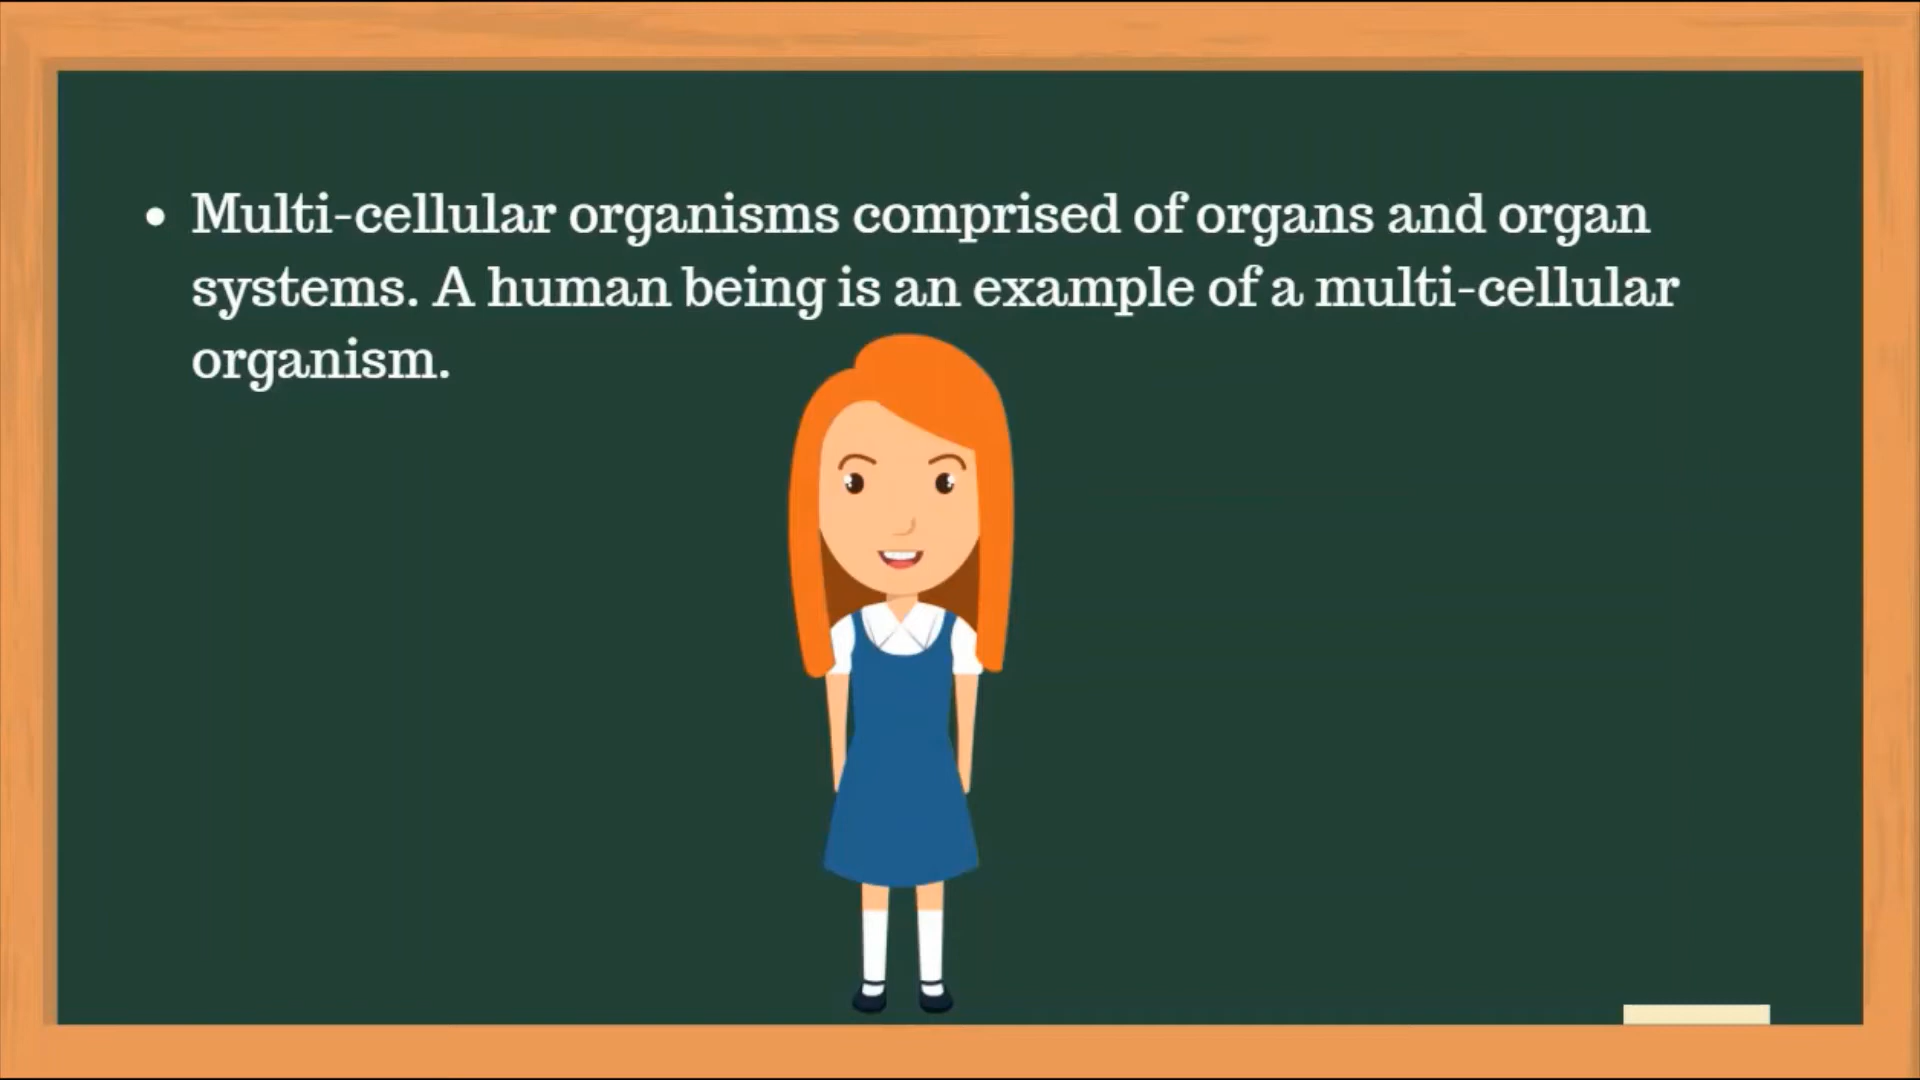 • Multi-cellular organisms comprised of organs and organ
systems. A human being is an example of a multi-cellular
organism.